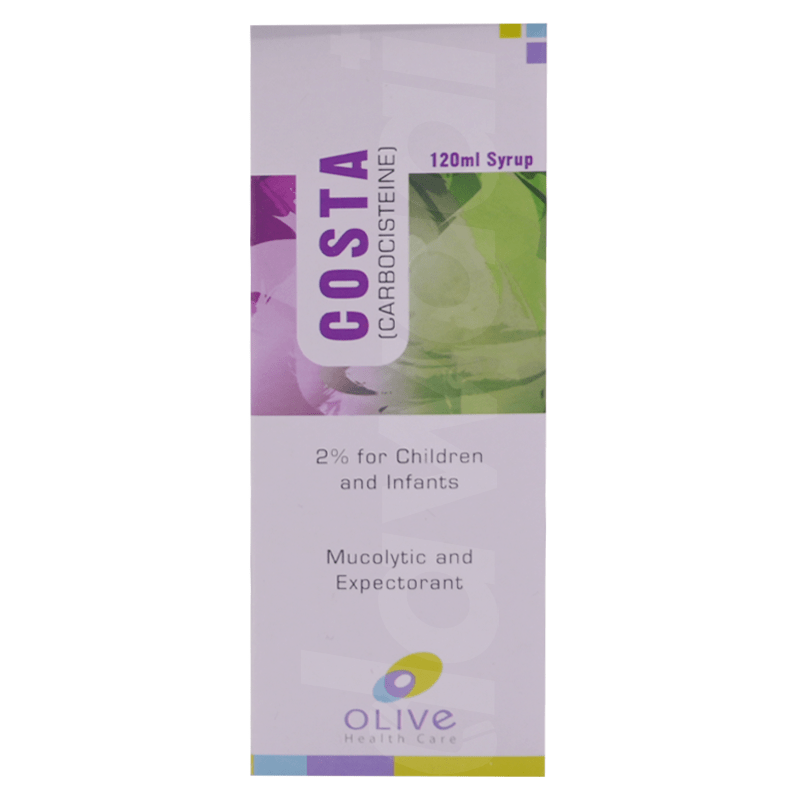 120ml Syrup
COSTA
(CARBOCISTEINE)
2% for Children
and Infants
Mucolytic and
Expectorant
OLIVe
Health Care